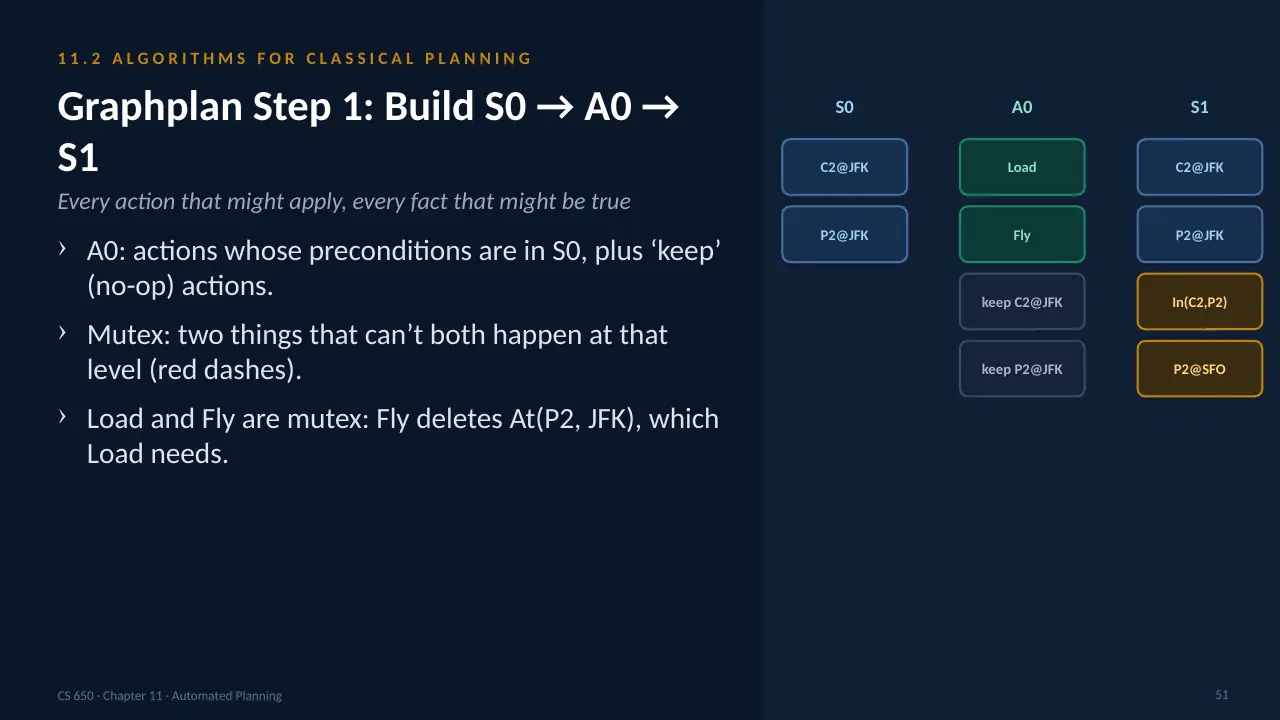 11.2 ALGORITHMS FOR CLASSICAL PLANNING
Graphplan Step 1: Build S0 → A0 →
S1
Every action that might apply, every fact that might be true
› A0: actions whose preconditions are in S0, plus ‘keep’
(no-op) actions.
› Mutex: two things that can’t both happen at that
level (red dashes).
› Load and Fly are mutex: Fly deletes At(P2, JFK), which
Load needs.
S0 A0 S1
C2@JFK Load C2@JFK
P2@JFK Fly P2@JFK
keep C2@JFK In(C2,P2)
keep P2@JFK P2@SFO
CS 650 · Chapter 11 · Automated Planning
51